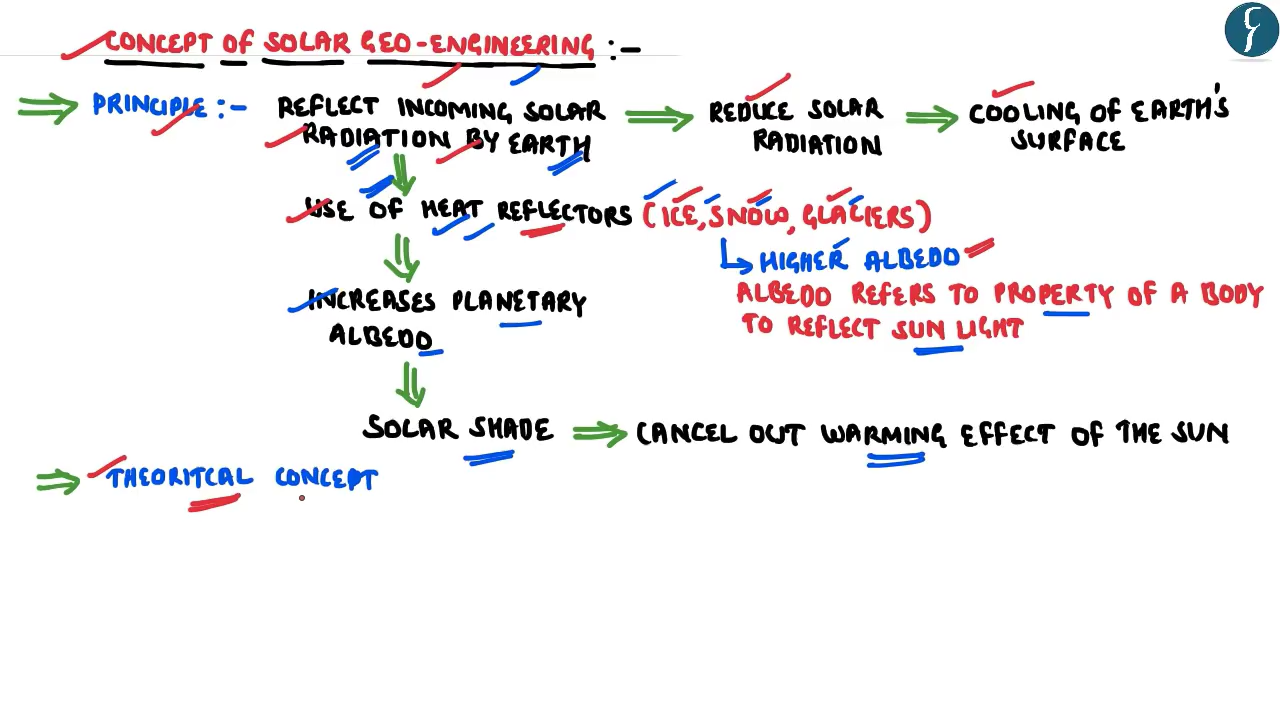 CONCEPT OF SOLAR GEO-ENGINEERING :-
PRINCIPLE :- REFLECT INCOMING SOLAR RADIATION BY EARTH ⇒ REDUCE SOLAR RADIATION ⇒ COOLING OF EARTH'S SURFACE
USE OF HEAT REFLECTORS (ICE, SNOW, GLACIERS)
HIGHER ALBEDO
ALBEDO REFERS TO PROPERTY OF A BODY
TO REFLECT SUN LIGHT
INCREASES PLANETARY
ALBEDO
SOLAR SHADE ⇒ CANCEL OUT WARMING EFFECT OF THE SUN
THEORITCAL CONCEPT